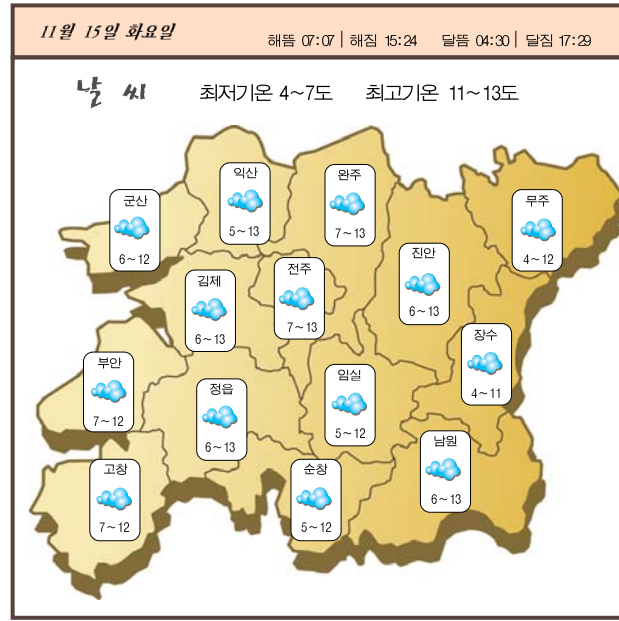 11월 15일 화요일
해뜸 07:07 | 해짐 15:24 달뜸 04:30 | 달짐 17:29
날 씨 최저기온 4~7도 최고기온 11~13도
익산
5~13
완주
7~13
군산
6~12
무주
4~12
진안
6~13
전주
7~13
김제
6~13
장수
4~11
부안
7~12
임실
5~12
정읍
6~13
남원
6~13
고창
7~12
순창
5~12